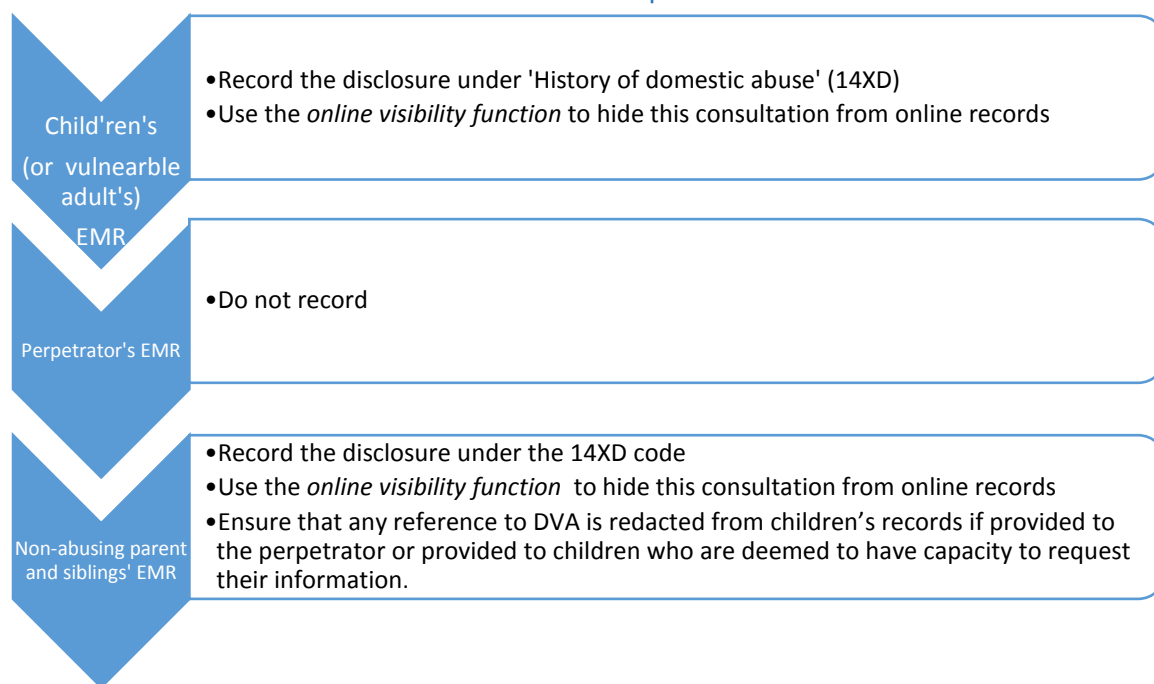 Child'ren's
(or vulnearble
adult's)
EMR
•Record the disclosure under 'History of domestic abuse' (14XD)
•Use the online visibility function to hide this consultation from online records
Perpetrator's EMR
•Do not record
Non-abusing parent
and siblings' EMR
•Record the disclosure under the 14XD code
•Use the online visibility function to hide this consultation from online records
•Ensure that any reference to DVA is redacted from children’s records if provided to
the perpetrator or provided to children who are deemed to have capacity to request
their information.